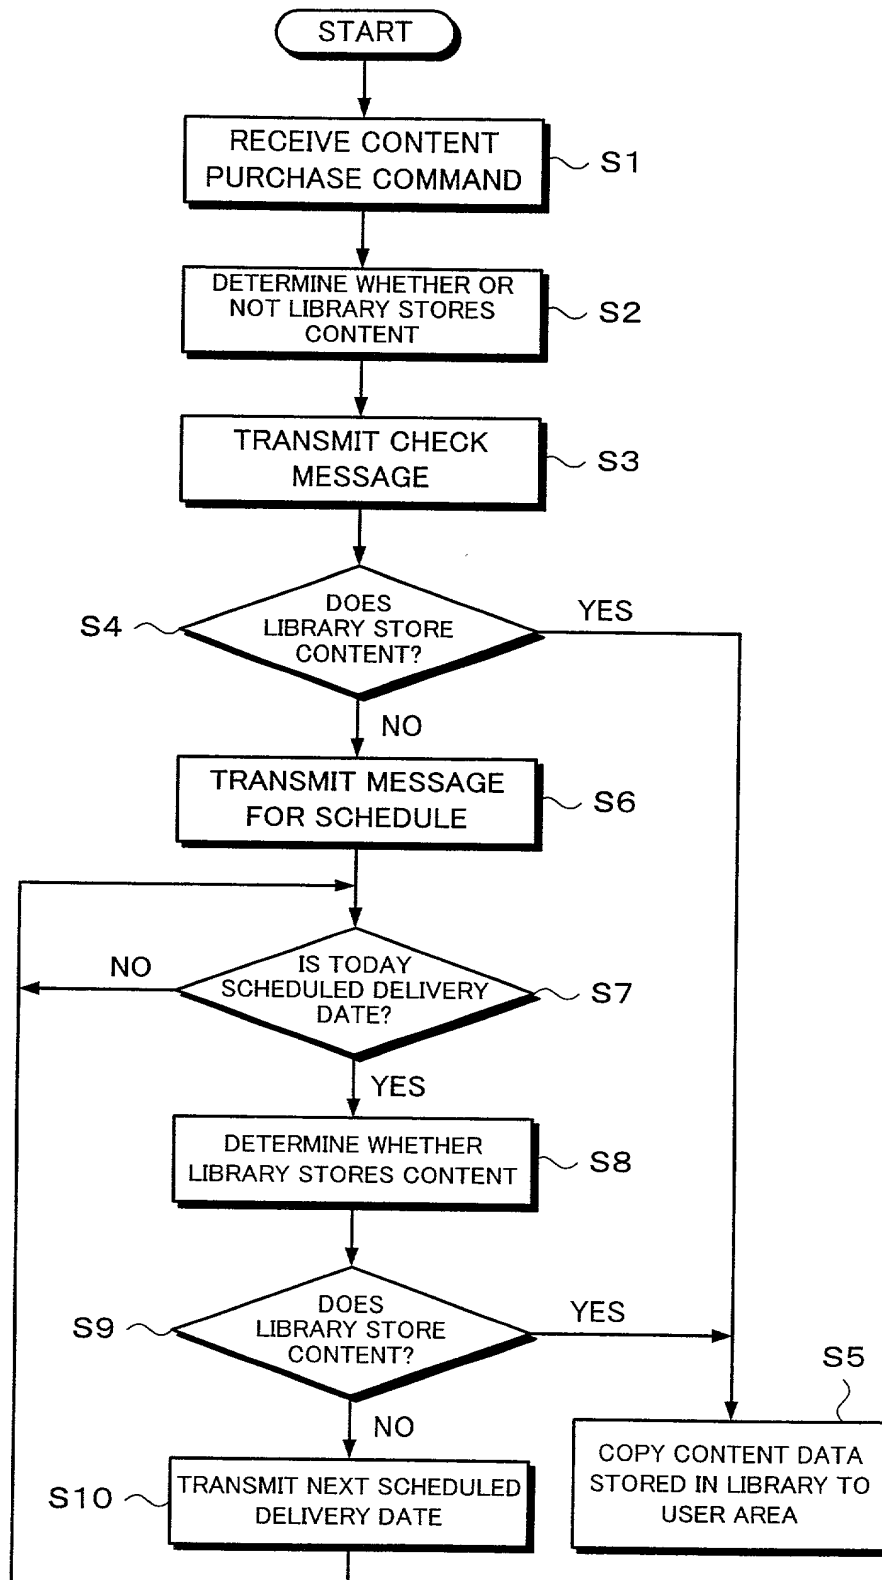 START
RECEIVE CONTENT
PURCHASE COMMAND
S1
DETERMINE WHETHER OR
NOT LIBRARY STORES
CONTENT
S2
TRANSMIT CHECK
MESSAGE
S3
DOES
LIBRARY STORE
CONTENT?
S4
YES
NO
TRANSMIT MESSAGE
FOR SCHEDULE
S6
IS TODAY
SCHEDULED DELIVERY
DATE?
NO
S7
YES
DETERMINE WHETHER
LIBRARY STORES CONTENT
S8
DOES
LIBRARY STORE
CONTENT?
S9
YES
NO
S5
COPY CONTENT DATA
STORED IN LIBRARY TO
USER AREA
TRANSMIT NEXT SCHEDULED
DELIVERY DATE
S10